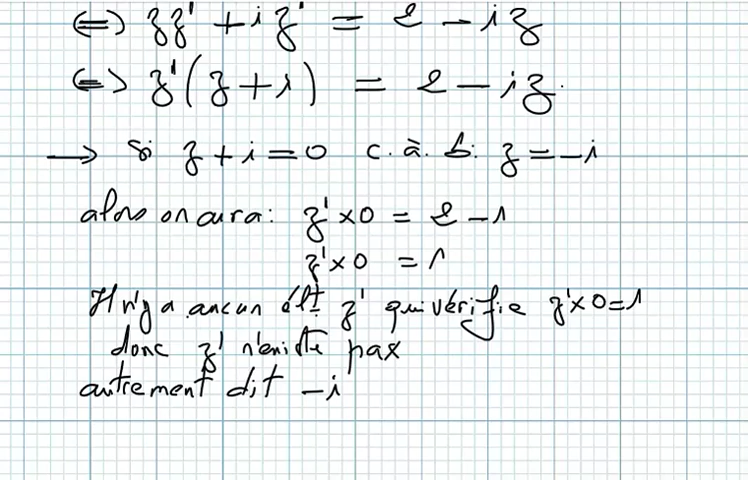 ⟺ zz' + iz' = 2 - iz
⟺ z'(z+i) = 2 - iz.
→ si z+i=0 c.à.d. z=-i
alors on aura: z'×0 = 2-1
z'×0 = 1
Il n'y a aucun élt z' qui vérifie z'×0=1
donc z' n'existe pas
autrement dit -i